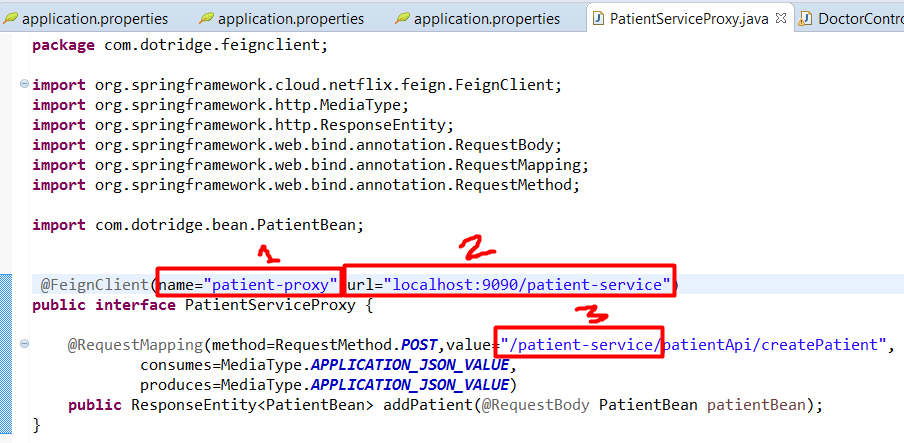 application.properties application.properties application.properties PatientServiceProxy.java DoctorContro
package com.dotridge.feignclient;
import org.springframework.cloud.netflix.feign.FeignClient;
import org.springframework.http.MediaType;
import org.springframework.http.ResponseEntity;
import org.springframework.web.bind.annotation.RequestBody;
import org.springframework.web.bind.annotation.RequestMapping;
import org.springframework.web.bind.annotation.RequestMethod;
import com.dotridge.bean.PatientBean;
1 2
@FeignClient(name="patient-proxy" url="localhost:9090/patient-service")
public interface PatientServiceProxy {
3
@RequestMapping(method=RequestMethod.POST,value="/patient-service/patientApi/createPatient",
consumes=MediaType.APPLICATION_JSON_VALUE,
produces=MediaType.APPLICATION_JSON_VALUE)
public ResponseEntity<PatientBean> addPatient(@RequestBody PatientBean patientBean);
}